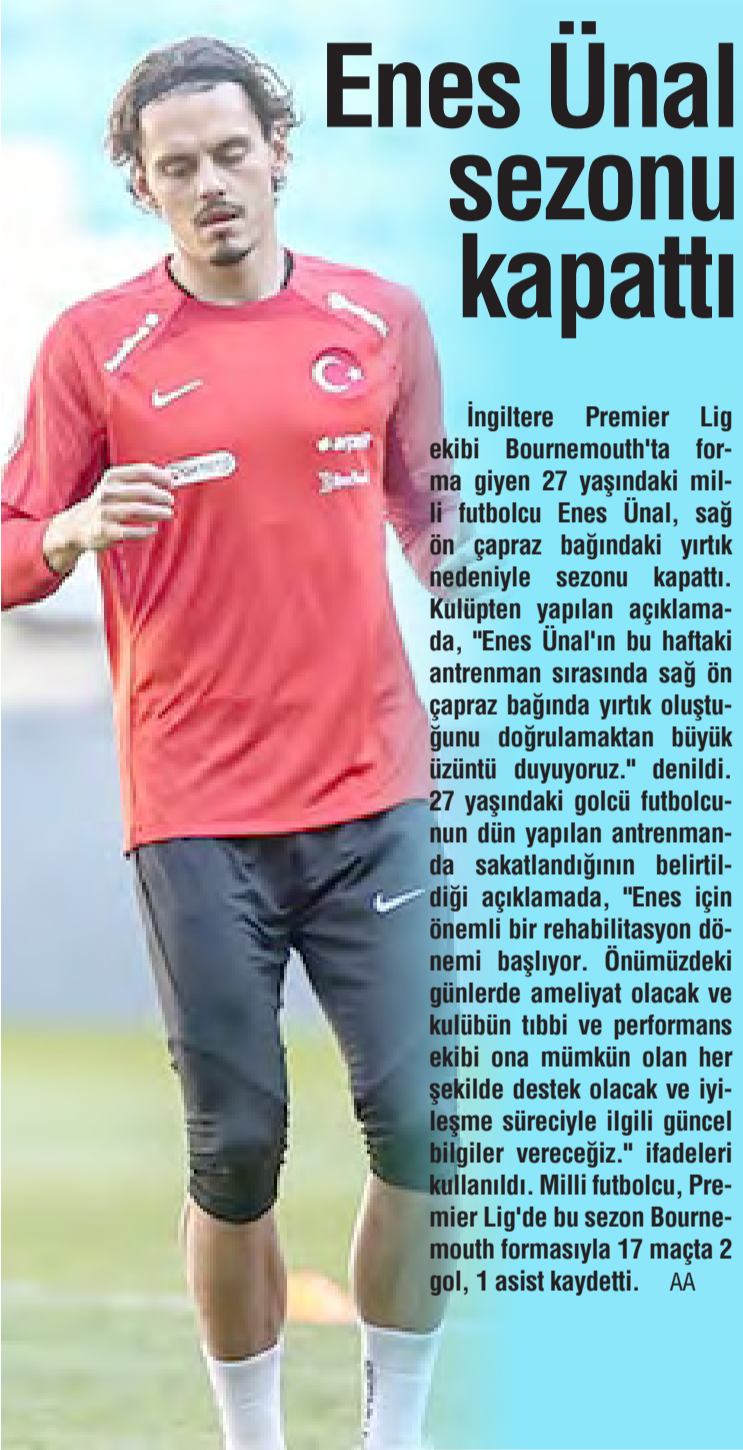 Enes Ünal
sezonu
kapattı
İngiltere Premier Lig
ekibi Bournemouth'ta for-
ma giyen 27 yaşındaki mil-
li futbolcu Enes Ünal, sağ
ön çapraz bağındaki yırtık
nedeniyle sezonu kapattı.
Kulüpten yapılan açıklama-
da, "Enes Ünal'ın bu haftaki
antrenman sırasında sağ ön
çapraz bağında yırtık oluştu-
ğunu doğrulamaktan büyük
üzüntü duyuyoruz." denildi.
27 yaşındaki golcü futbolcu-
nun dün yapılan antrenman-
da sakatlandığının belirtil-
diği açıklamada, "Enes için
önemli bir rehabilitasyon dö-
nemi başlıyor. Önümüzdeki
günlerde ameliyat olacak ve
kulübün tıbbi ve performans
ekibi ona mümkün olan her
şekilde destek olacak ve iyi-
leşme süreciyle ilgili güncel
bilgiler vereceğiz." ifadeleri
kullanıldı. Milli futbolcu, Pre-
mier Lig'de bu sezon Bourne-
mouth formasıyla 17 maçta 2
gol, 1 asist kaydetti. AA